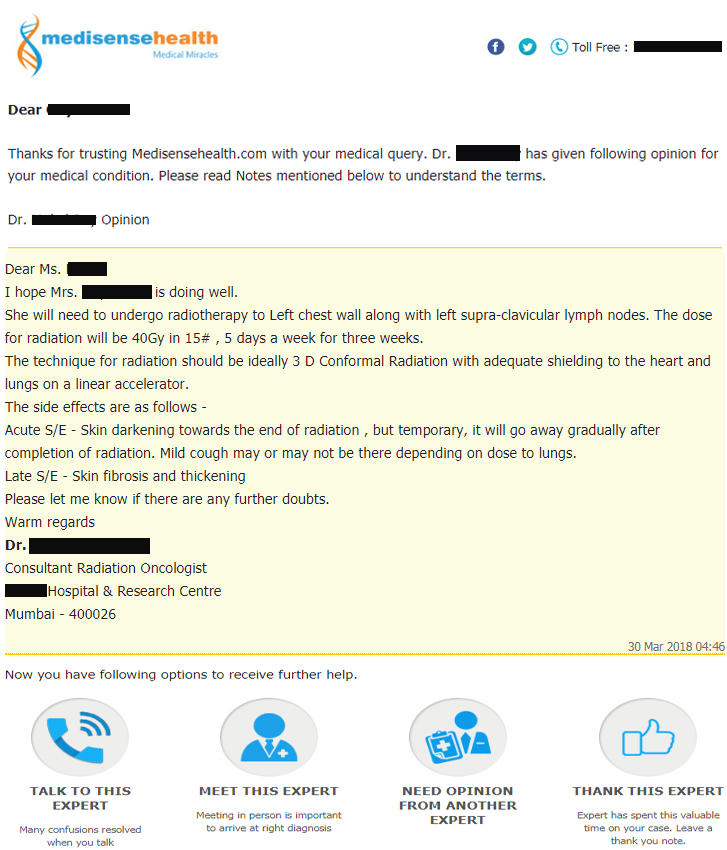 medisensehealth
Medical Miracles
Toll Free :
Dear
Thanks for trusting Medisensehealth.com with your medical query. Dr. has given following opinion for
your medical condition. Please read Notes mentioned below to understand the terms.
Dr. Opinion
Dear Ms.
I hope Mrs. is doing well.
She will need to undergo radiotherapy to Left chest wall along with left supra-clavicular lymph nodes. The dose
for radiation will be 40Gy in 15# , 5 days a week for three weeks.
The technique for radiation should be ideally 3 D Conformal Radiation with adequate shielding to the heart and
lungs on a linear accelerator.
The side effects are as follows -
Acute S/E - Skin darkening towards the end of radiation , but temporary, it will go away gradually after
completion of radiation. Mild cough may or may not be there depending on dose to lungs.
Late S/E - Skin fibrosis and thickening
Please let me know if there are any further doubts.
Warm regards
Dr.
Consultant Radiation Oncologist
Hospital & Research Centre
Mumbai - 400026
30 Mar 2018 04:46
Now you have following options to receive further help.
TALK TO THIS
EXPERT
Many confusions resolved
when you talk
MEET THIS EXPERT
Meeting in person is important
to arrive at right diagnosis
NEED OPINION
FROM ANOTHER
EXPERT
THANK THIS EXPERT
Expert has spent this valuable
time on your case. Leave a
thank you note.